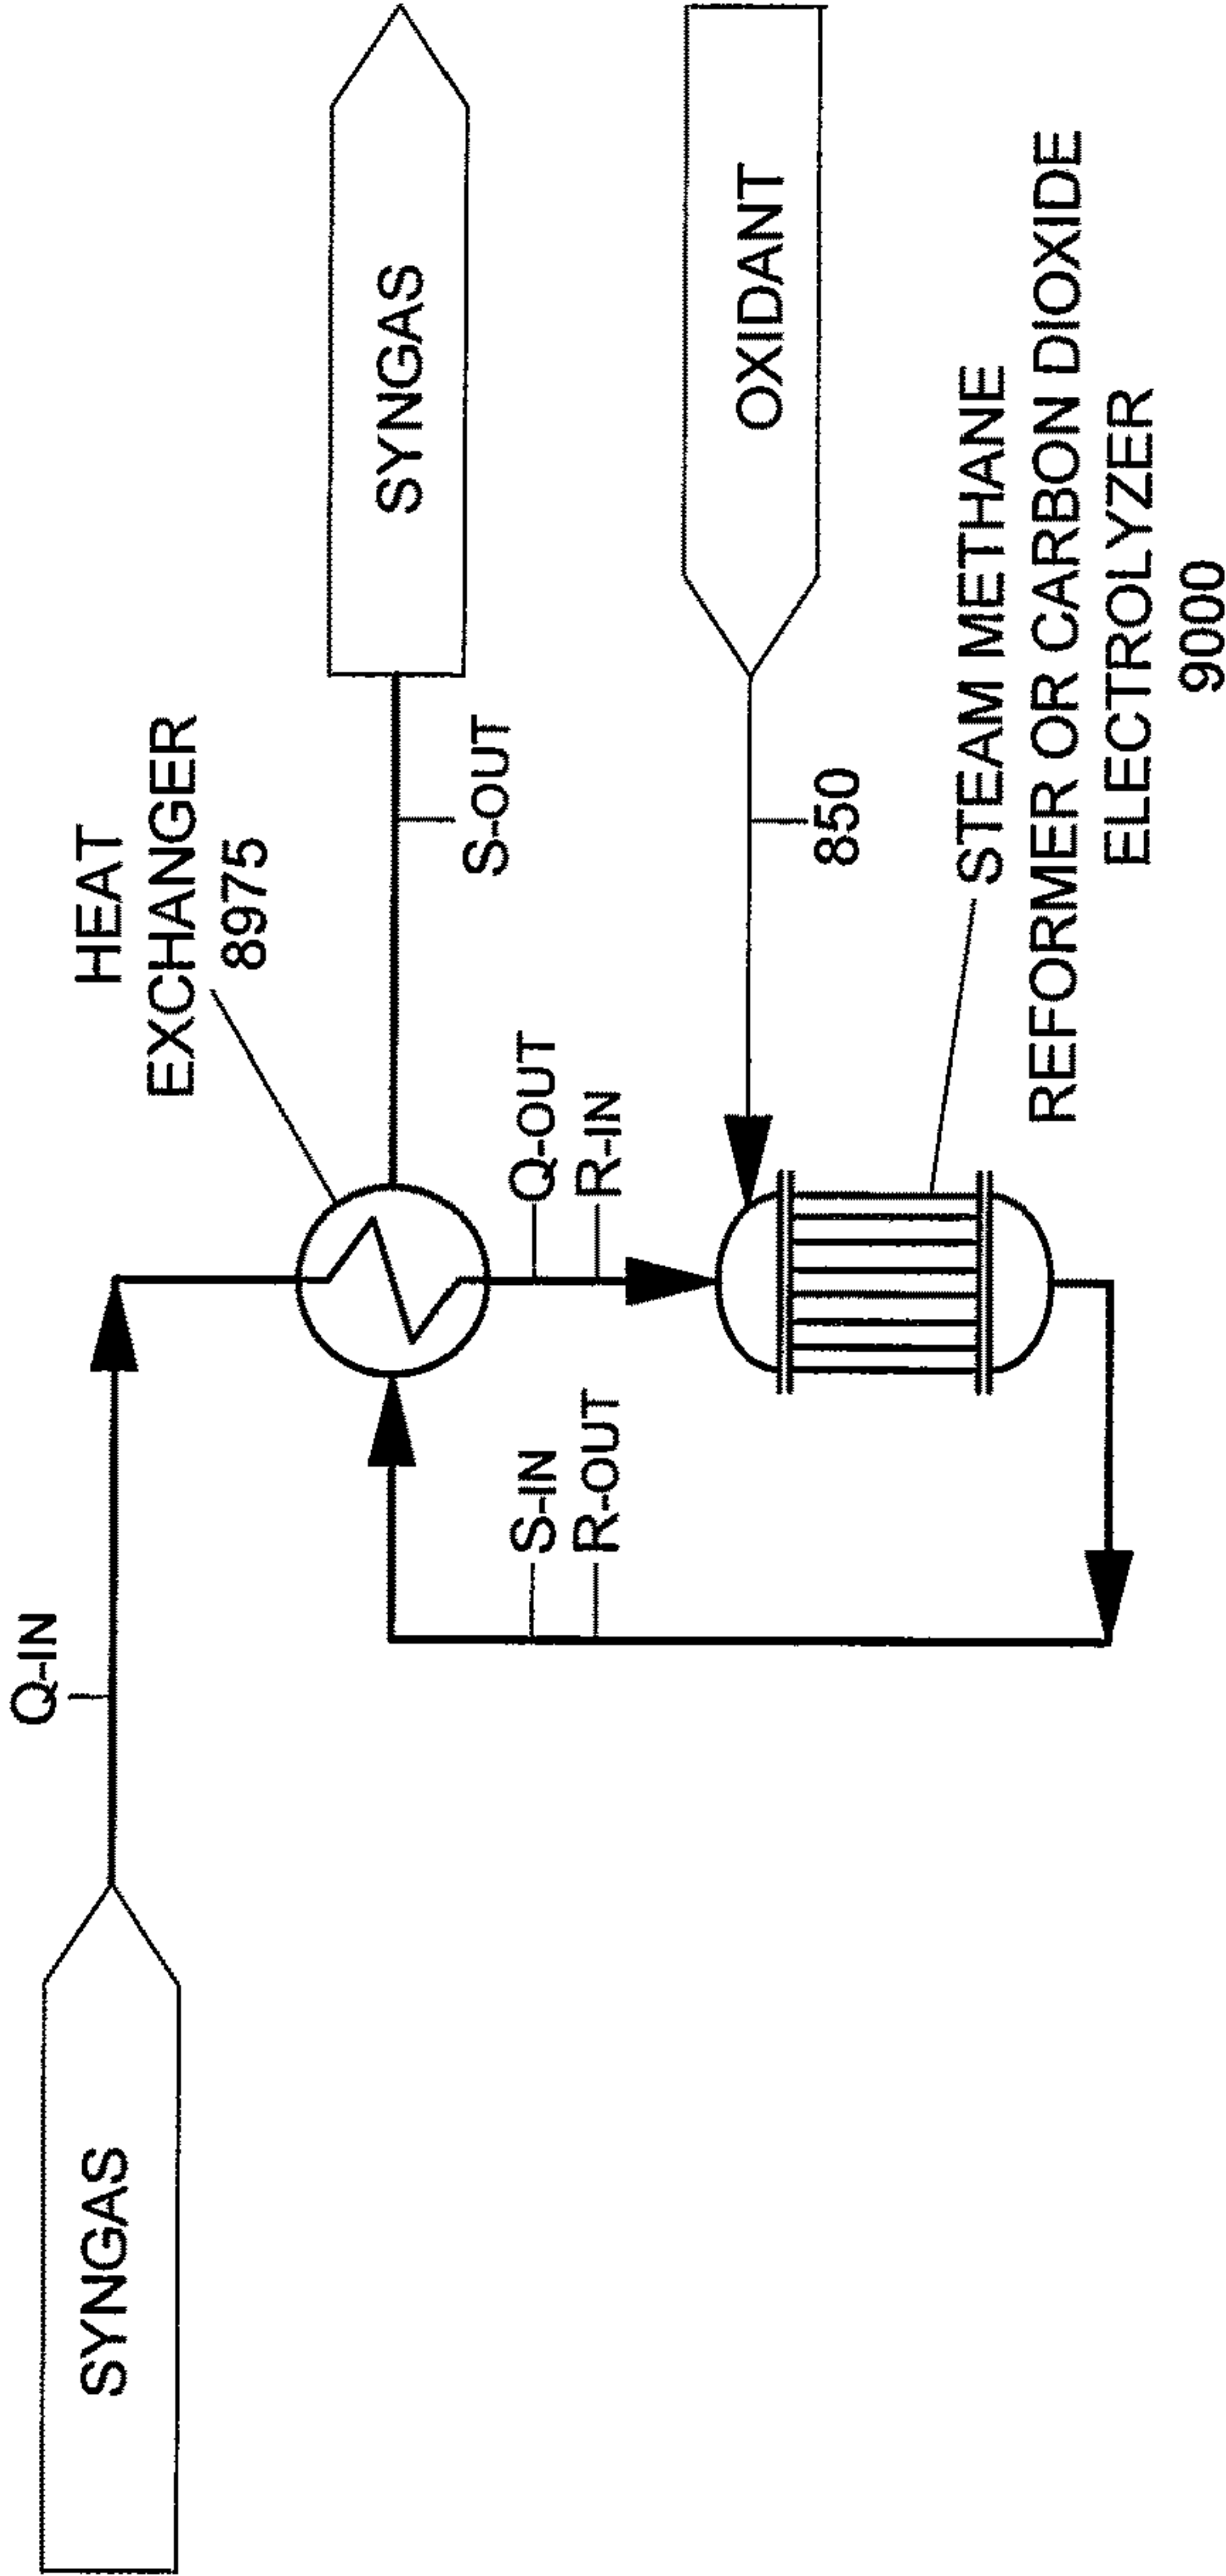 Q-IN
SYNGAS
HEAT
EXCHANGER
8975
SYNGAS
S-OUT
Q-OUT
R-IN
S-IN
R-OUT
OXIDANT
850
STEAM METHANE
REFORMER OR CARBON DIOXIDE
ELECTROLYZER
9000